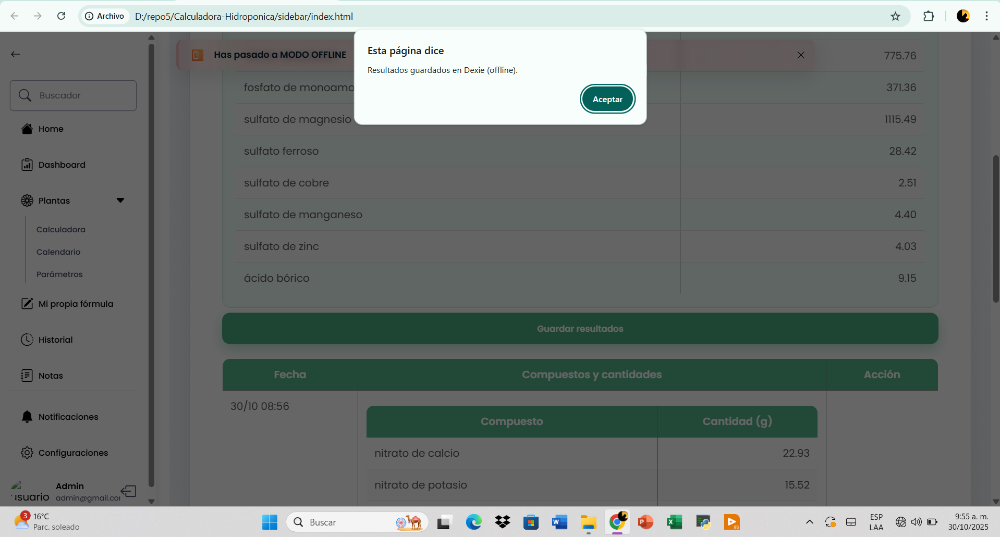 Archivo
D:/repo5/Calculadora-Hidroponica/sidebar/index.html
Esta página dice
Resultados guardados en Dexie (offline).
Aceptar
Has pasado a MODO OFFLINE
Buscador
Home
Dashboard
Plantas
Calculadora
Calendario
Parámetros
Mi propia fórmula
Historial
Notas
Notificaciones
Configuraciones
usuario
Admin
admin@gmail.cor
775.76
fosfato de monoamo 371.36
sulfato de magnesio 1115.49
sulfato ferroso 28.42
sulfato de cobre 2.51
sulfato de manganeso 4.40
sulfato de zinc 4.03
ácido bórico 9.15
Guardar resultados
Fecha Compuestos y cantidades Acción
30/10 08:56
Compuesto Cantidad (g)
nitrato de calcio 22.93
nitrato de potasio 15.52
3
16°C
Parc. soleado
Buscar
ESP
LAA
9:55 a. m.
30/10/2025